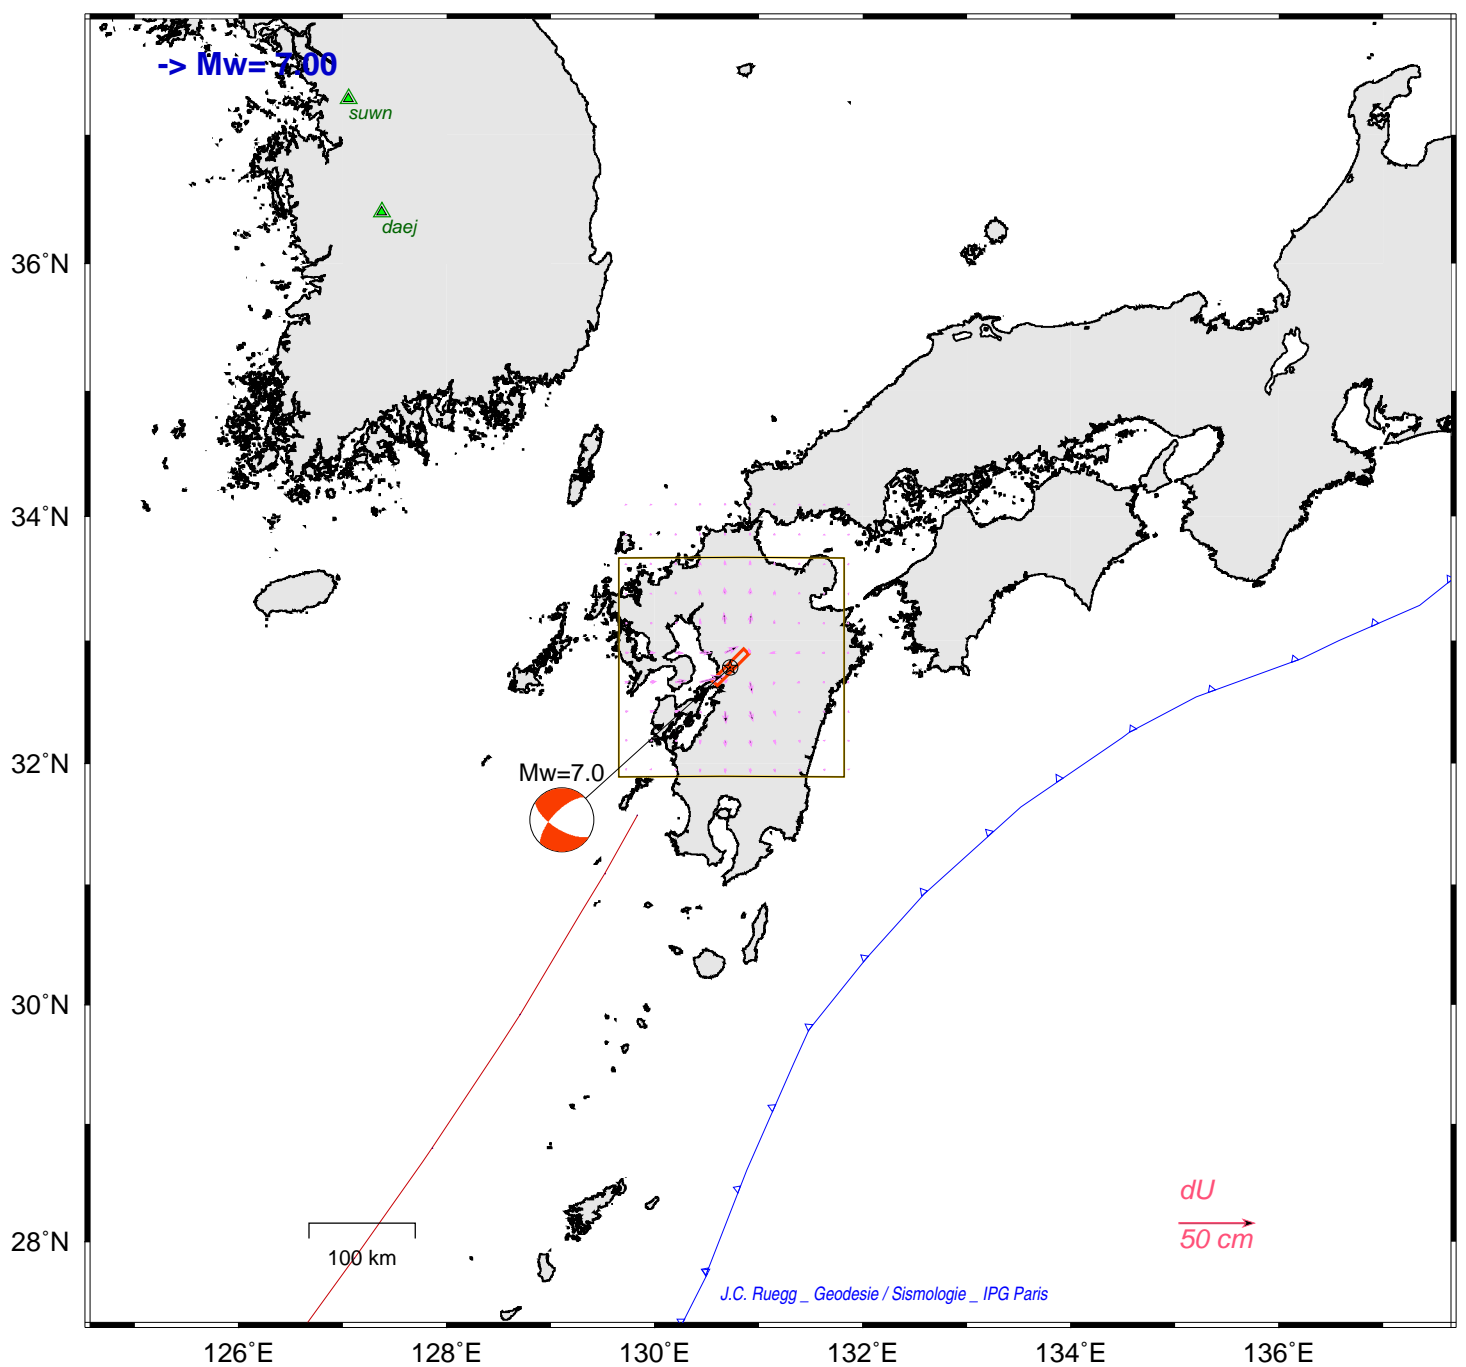 -> Mw= 7.00
suwn
daej
36°N
34°N
32°N
30°N
28°N
Mw=7.0
dU
50 cm
100 km
J.C. Ruegg _ Geodesie / Sismologie _ IPG Paris
126°E
128°E
130°E
132°E
134°E
136°E